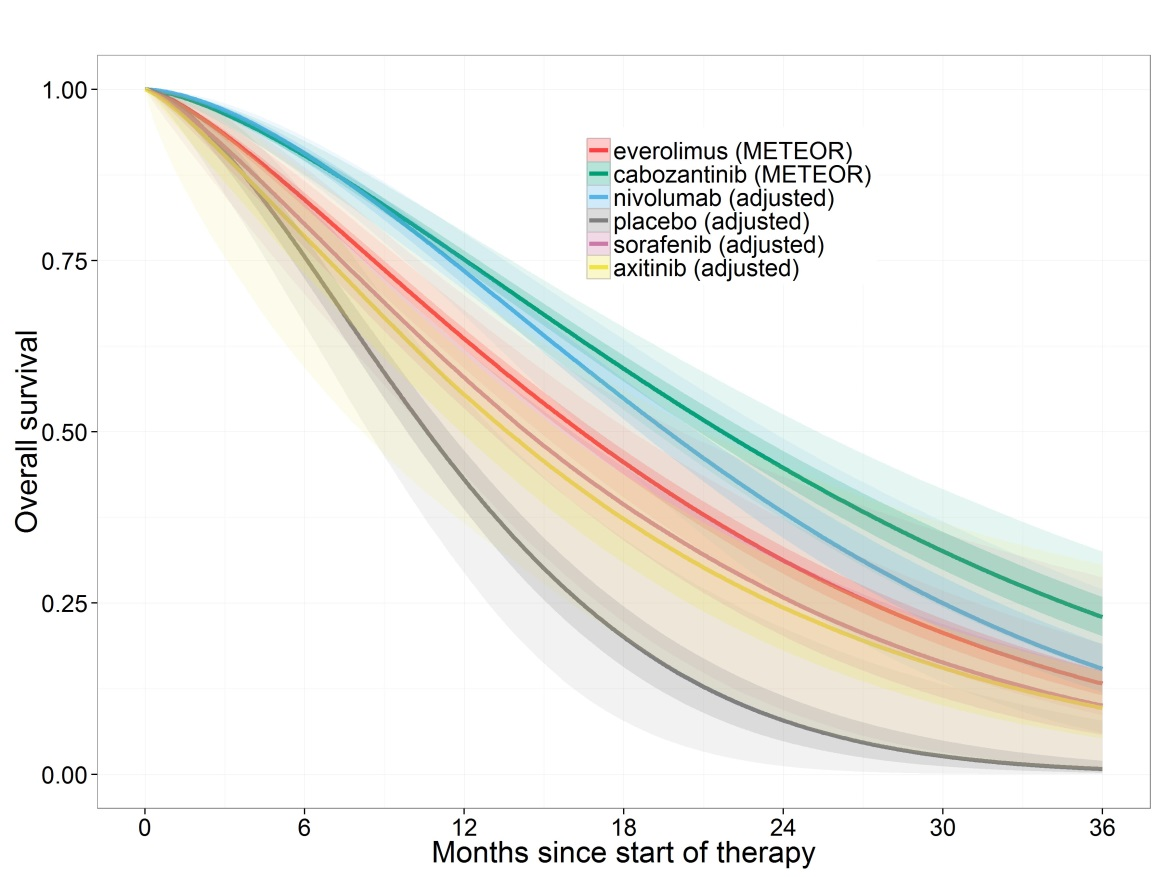 everolimus (METEOR)
cabozantinib (METEOR)
nivolumab (adjusted)
placebo (adjusted)
sorafenib (adjusted)
axitinib (adjusted)
Overall survival
1.00
0.75
0.50
0.25
0.00
0 6 12 18 24 30 36
Months since start of therapy